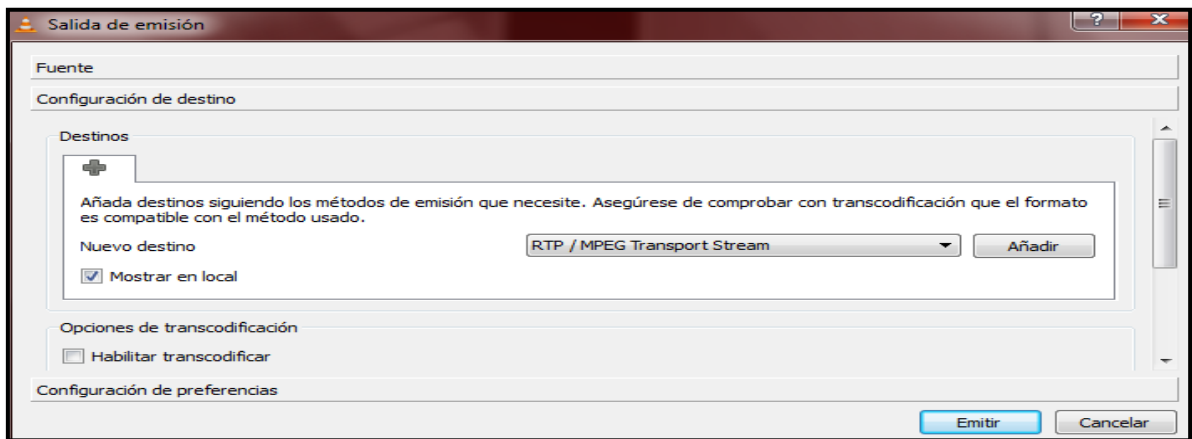 Salida de emisión
Fuente
Configuración de destino
Destinos
Añada destinos siguiendo los métodos de emisión que necesite. Asegúrese de comprobar con transcodificación que el formato
es compatible con el método usado.
Nuevo destino RTP / MPEG Transport Stream Añadir
Mostrar en local
Opciones de transcodificación
Habilitar transcodificar
Configuración de preferencias
Emitir Cancelar